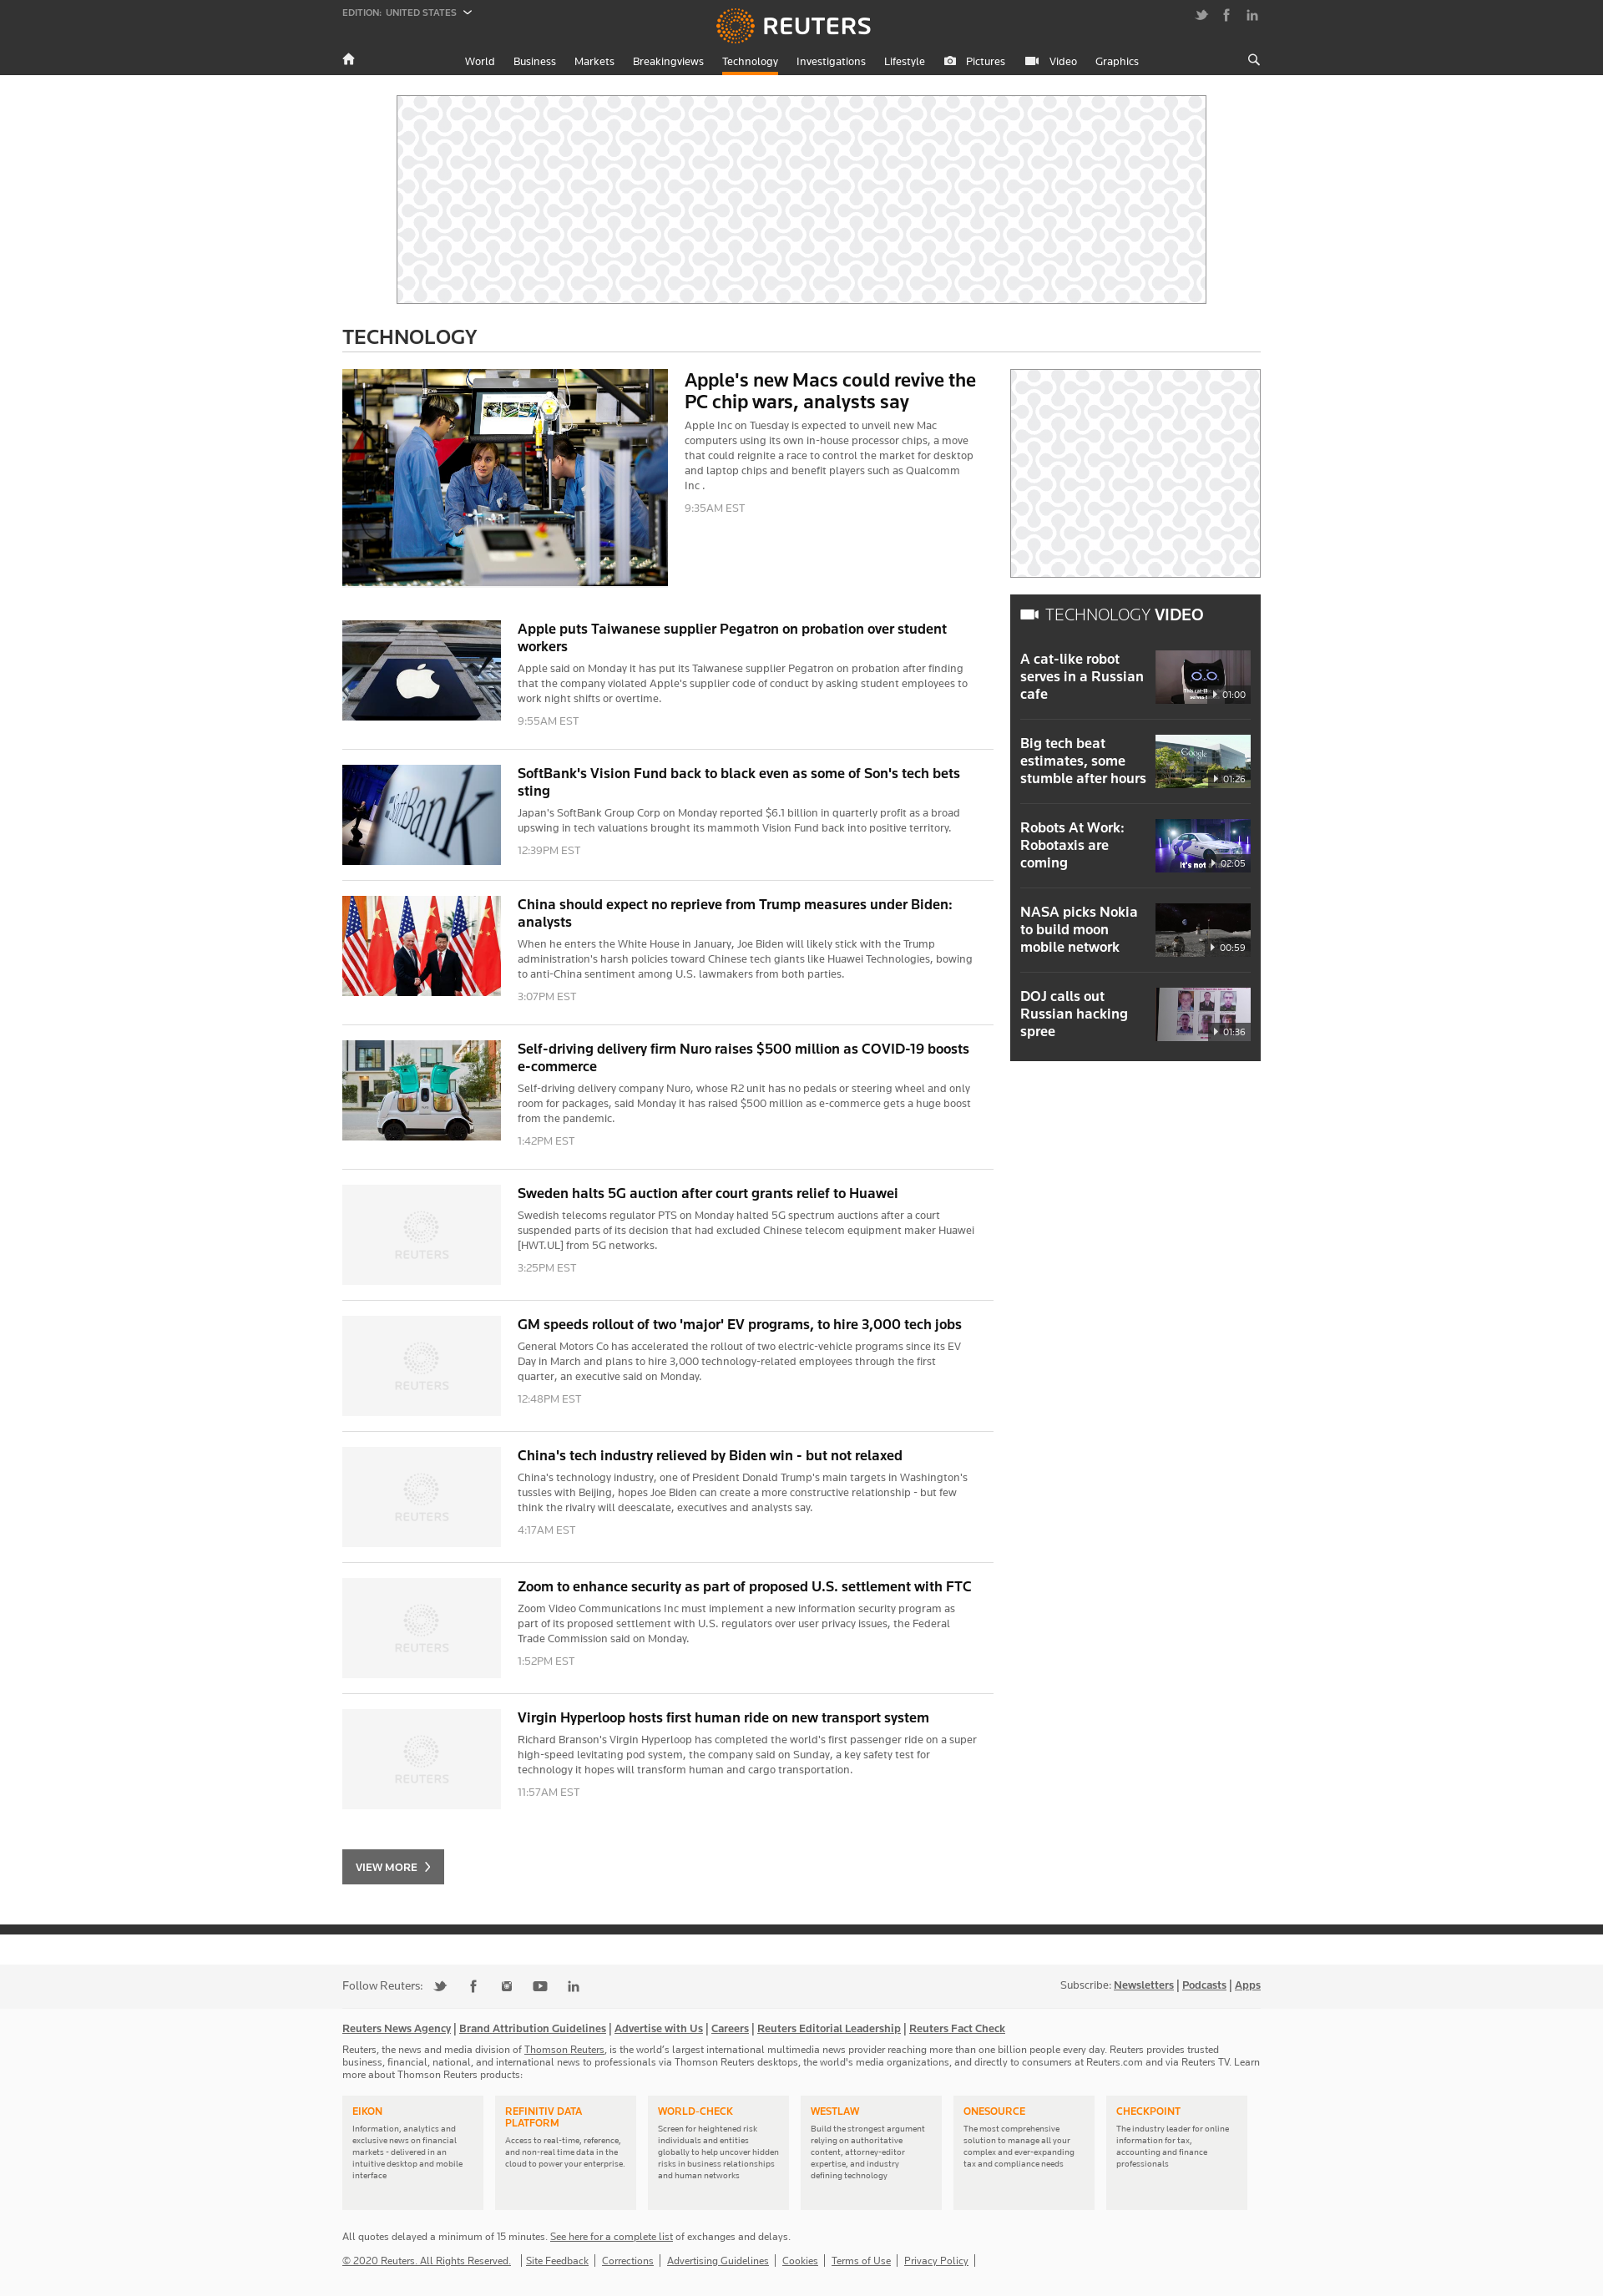 EDITION: UNITED STATES
REUTERS
World Business Markets Breakingviews Technology Investigations Lifestyle Pictures Video Graphics
TECHNOLOGY
Apple's new Macs could revive the
PC chip wars, analysts say
Apple Inc on Tuesday is expected to unveil new Mac
computers using its own in-house processor chips, a move
that could reignite a race to control the market for desktop
and laptop chips and benefit players such as Qualcomm
Inc .
9:35AM EST
Apple puts Taiwanese supplier Pegatron on probation over student
workers
Apple said on Monday it has put its Taiwanese supplier Pegatron on probation after finding
that the company violated Apple's supplier code of conduct by asking student employees to
work night shifts or overtime.
9:55AM EST
SoftBank
SoftBank's Vision Fund back to black even as some of Son's tech bets
sting
Japan's SoftBank Group Corp on Monday reported $6.1 billion in quarterly profit as a broad
upswing in tech valuations brought its mammoth Vision Fund back into positive territory.
12:39PM EST
China should expect no reprieve from Trump measures under Biden:
analysts
When he enters the White House in January, Joe Biden will likely stick with the Trump
administration's harsh policies toward Chinese tech giants like Huawei Technologies, bowing
to anti-China sentiment among U.S. lawmakers from both parties.
3:07PM EST
Self-driving delivery firm Nuro raises $500 million as COVID-19 boosts
e-commerce
Self-driving delivery company Nuro, whose R2 unit has no pedals or steering wheel and only
room for packages, said Monday it has raised $500 million as e-commerce gets a huge boost
from the pandemic.
1:42PM EST
REUTERS
Sweden halts 5G auction after court grants relief to Huawei
Swedish telecoms regulator PTS on Monday halted 5G spectrum auctions after a court
suspended parts of its decision that had excluded Chinese telecom equipment maker Huawei
[HWT.UL] from 5G networks.
3:25PM EST
REUTERS
GM speeds rollout of two 'major' EV programs, to hire 3,000 tech jobs
General Motors Co has accelerated the rollout of two electric-vehicle programs since its EV
Day in March and plans to hire 3,000 technology-related employees through the first
quarter, an executive said on Monday.
12:48PM EST
REUTERS
China's tech industry relieved by Biden win - but not relaxed
China's technology industry, one of President Donald Trump's main targets in Washington's
tussles with Beijing, hopes Joe Biden can create a more constructive relationship - but few
think the rivalry will deescalate, executives and analysts say.
4:17AM EST
REUTERS
Zoom to enhance security as part of proposed U.S. settlement with FTC
Zoom Video Communications Inc must implement a new information security program as
part of its proposed settlement with U.S. regulators over user privacy issues, the Federal
Trade Commission said on Monday.
1:52PM EST
REUTERS
Virgin Hyperloop hosts first human ride on new transport system
Richard Branson's Virgin Hyperloop has completed the world's first passenger ride on a super
high-speed levitating pod system, the company said on Sunday, a key safety test for
technology it hopes will transform human and cargo transportation.
11:57AM EST
VIEW MORE
TECHNOLOGY VIDEO
A cat-like robot
serves in a Russian
cafe
01:00
Big tech beat
estimates, some
stumble after hours
Google
01:26
Robots At Work:
Robotaxis are
coming
it's not
02:05
NASA picks Nokia
to build moon
mobile network
00:59
DOJ calls out
Russian hacking
spree
01:36
Follow Reuters:
Subscribe: Newsletters | Podcasts | Apps
Reuters News Agency | Brand Attribution Guidelines | Advertise with Us | Careers | Reuters Editorial Leadership | Reuters Fact Check
Reuters, the news and media division of Thomson Reuters, is the world's largest international multimedia news provider reaching more than one billion people every day. Reuters provides trusted
business, financial, national, and international news to professionals via Thomson Reuters desktops, the world's media organizations, and directly to consumers at Reuters.com and via Reuters TV. Learn
more about Thomson Reuters products:
EIKON
Information, analytics and
exclusive news on financial
markets - delivered in an
intuitive desktop and mobile
interface
REFINITIV DATA
PLATFORM
Access to real-time, reference,
and non-real time data in the
cloud to power your enterprise.
WORLD-CHECK
Screen for heightened risk
individuals and entities
globally to help uncover hidden
risks in business relationships
and human networks
WESTLAW
Build the strongest argument
relying on authoritative
content, attorney-editor
expertise, and industry
defining technology
ONESOURCE
The most comprehensive
solution to manage all your
complex and ever-expanding
tax and compliance needs
CHECKPOINT
The industry leader for online
information for tax,
accounting and finance
professionals
All quotes delayed a minimum of 15 minutes. See here for a complete list of exchanges and delays.
© 2020 Reuters. All Rights Reserved. | Site Feedback | Corrections | Advertising Guidelines | Cookies | Terms of Use | Privacy Policy |